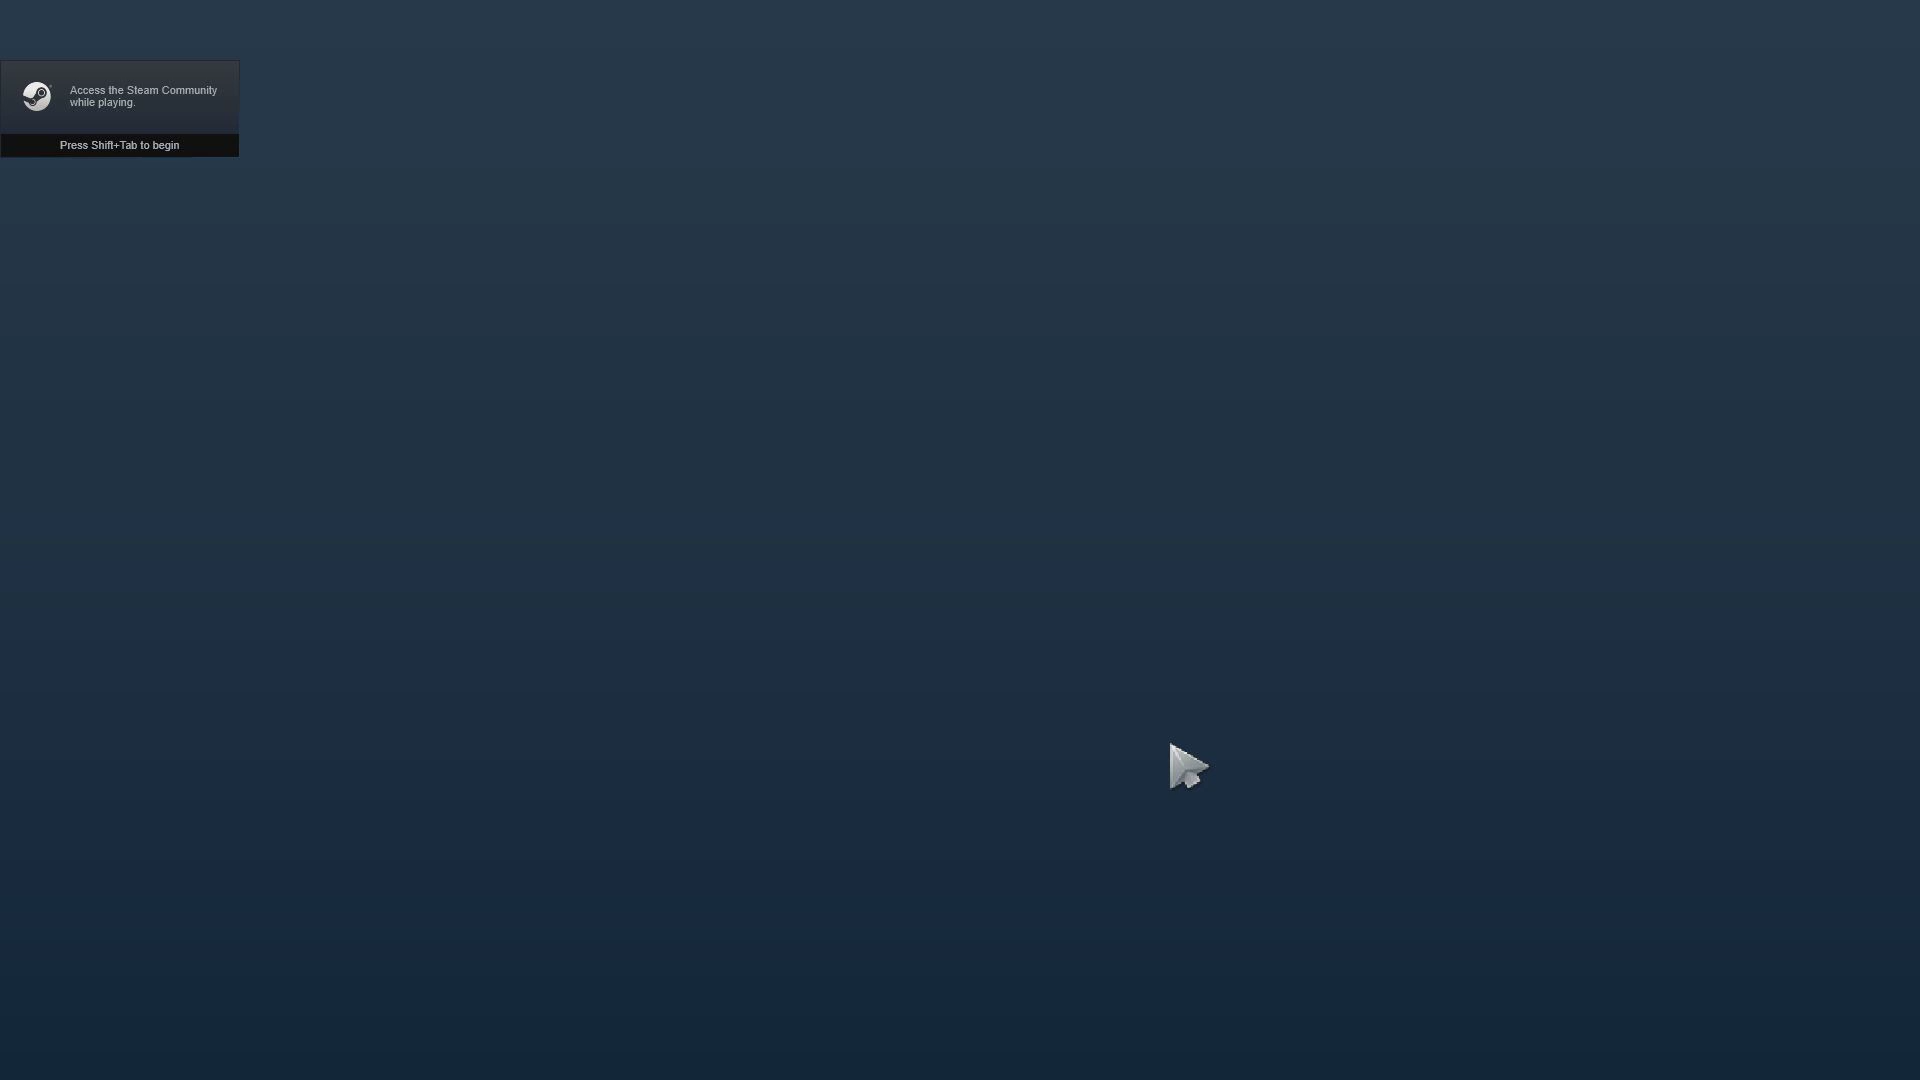 Access the Steam Community
while playing.
Press Shift+Tab to begin